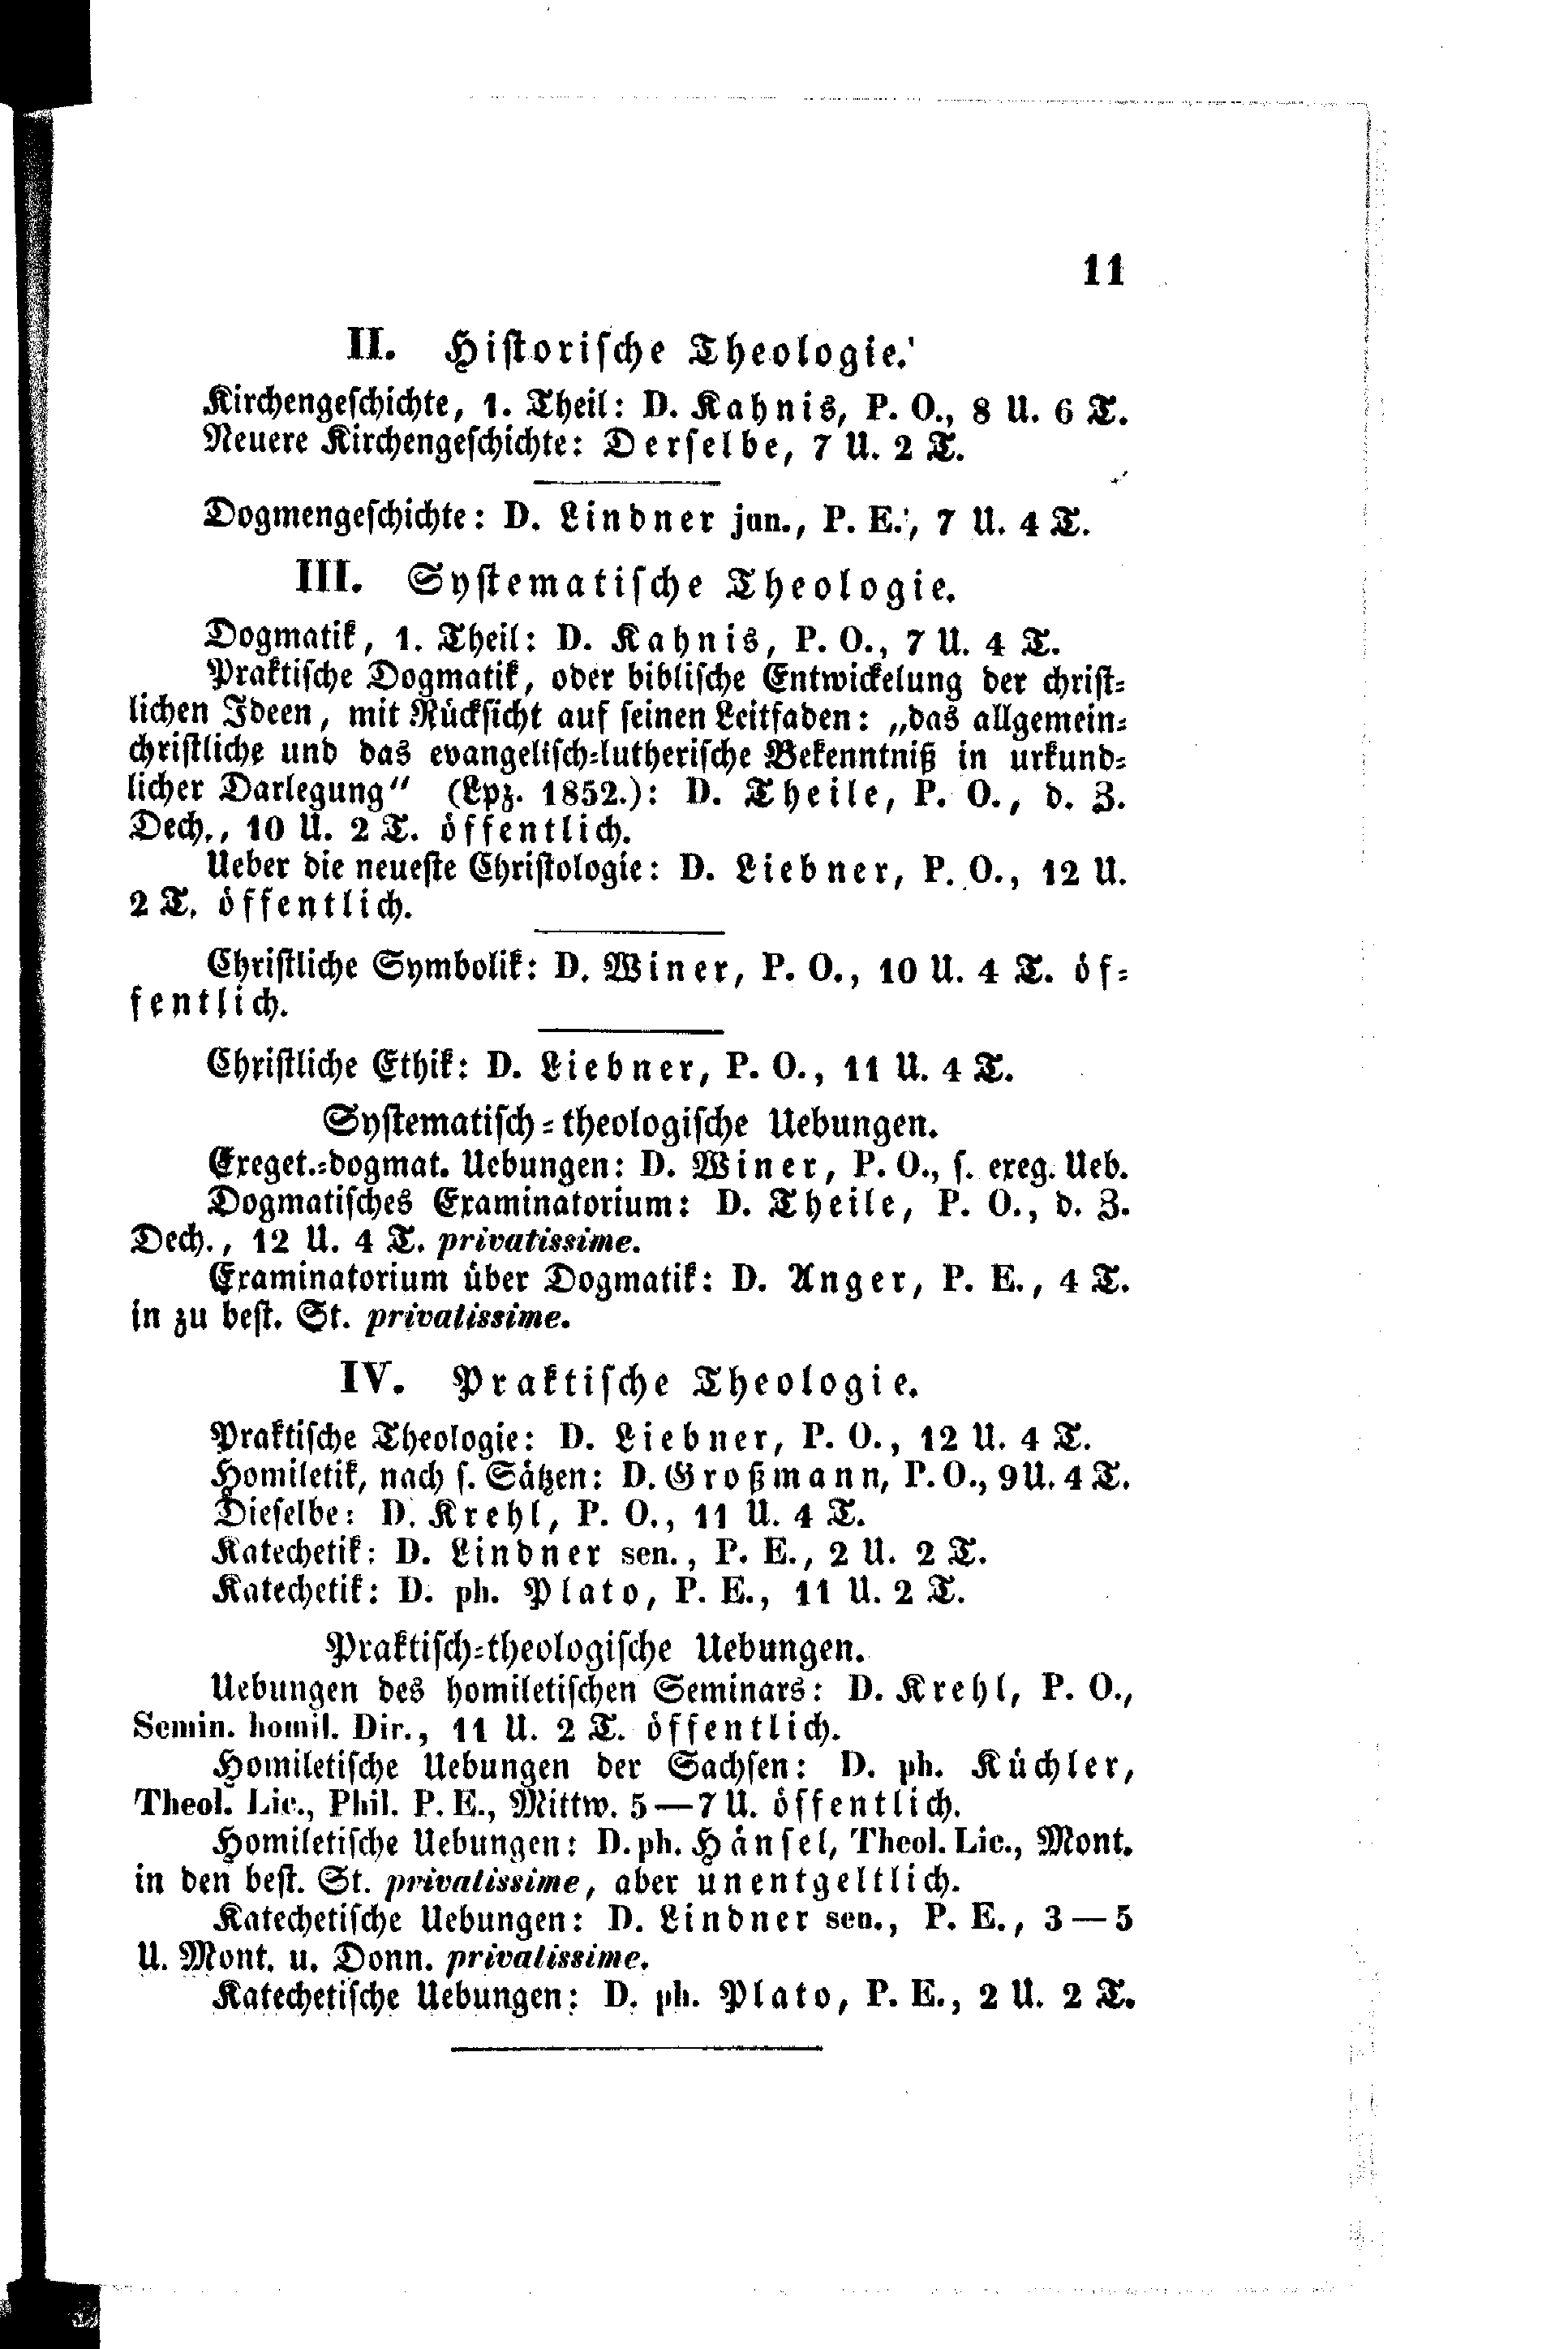 11
II. Historische Theologie.
Kirchengeschichte, 1. Theil: D. Kahnis, P. O., 8 U. 6 T.
Neuere Kirchengeschichte: Derselbe, 7 U. 2 T.
Dogmengeschichte: D. Lindner jun., P. E., 7 U. 4 T.
III. Systematische Theologie.
Dogmatik, 1. Theil: D. Kahnis, P. O., 7 U. 4 T.
Praktische Dogmatik, oder biblische Entwickelung der christ-
lichen Ideen, mit Rücksicht auf seinen Leitfaden: „das allgemein-
christliche und das evangelisch-lutherische Bekenntniß in urkund-
licher Darlegung“ (Lpz. 1852.): D. Theile, P. O., d. Z.
Dech., 10 U. 2 T. öffentlich.
Ueber die neueste Christologie: D. Liebner, P. O., 12 U.
2 T. öffentlich.
Christliche Symbolik: D. Winer, P. O., 10 U. 4 T. öf-
fentlich.
Christliche Ethik: D. Liebner, P. O., 11 U. 4 T.
Systematisch-theologische Uebungen.
Exeget.-dogmat. Uebungen: D. Winer, P. O., s. exeg. Ueb.
Dogmatisches Examinatorium: D. Theile, P. O., d. Z.
Dech., 12 U. 4 T. privatissime.
Examinatorium über Dogmatik: D. Anger, P. E., 4 T.
in zu best. St. privatissime.
IV. Praktische Theologie.
Praktische Theologie: D. Liebner, P. O., 12 U. 4 T.
Homiletik, nach s. Sätzen: D. Großmann, P. O., 9 U. 4 T.
Dieselbe: D. Krehl, P. O., 11 U. 4 T.
Katechetik: D. Lindner sen., P. E., 2 U. 2 T.
Katechetik: D. ph. Plato, P. E., 11 U. 2 T.
Praktisch-theologische Uebungen.
Uebungen des homiletischen Seminars: D. Krehl, P. O.,
Semin. homil. Dir., 11 U. 2 T. öffentlich.
Homiletische Uebungen der Sachsen: D. ph. Küchler,
Theol. Lic., Phil. P. E., Mittw. 5—7 U. öffentlich.
Homiletische Uebungen: D. ph. Hänsel, Theol. Lic., Mont.
in den best. St. privatissime, aber unentgeltlich.
Katechetische Uebungen: D. Lindner sen., P. E., 3—5
U. Mont. u. Donn. privatissime.
Katechetische Uebungen: D. ph. Plato, P. E., 2 U. 2 T.